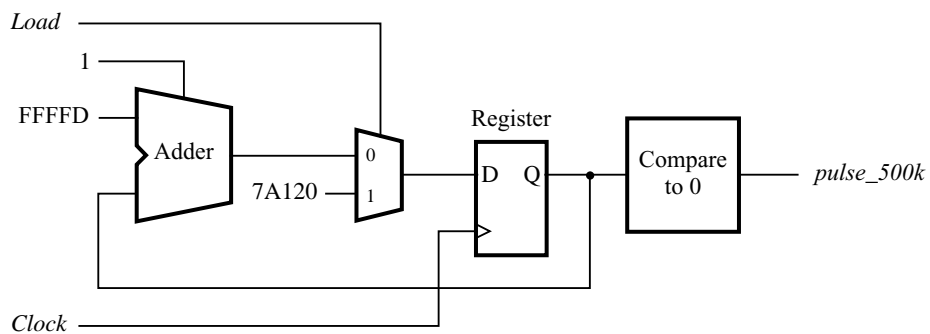 Load
1
FFFFD
Adder
0
7A120
1
Register
D Q
Compare
to 0
pulse_500k
Clock